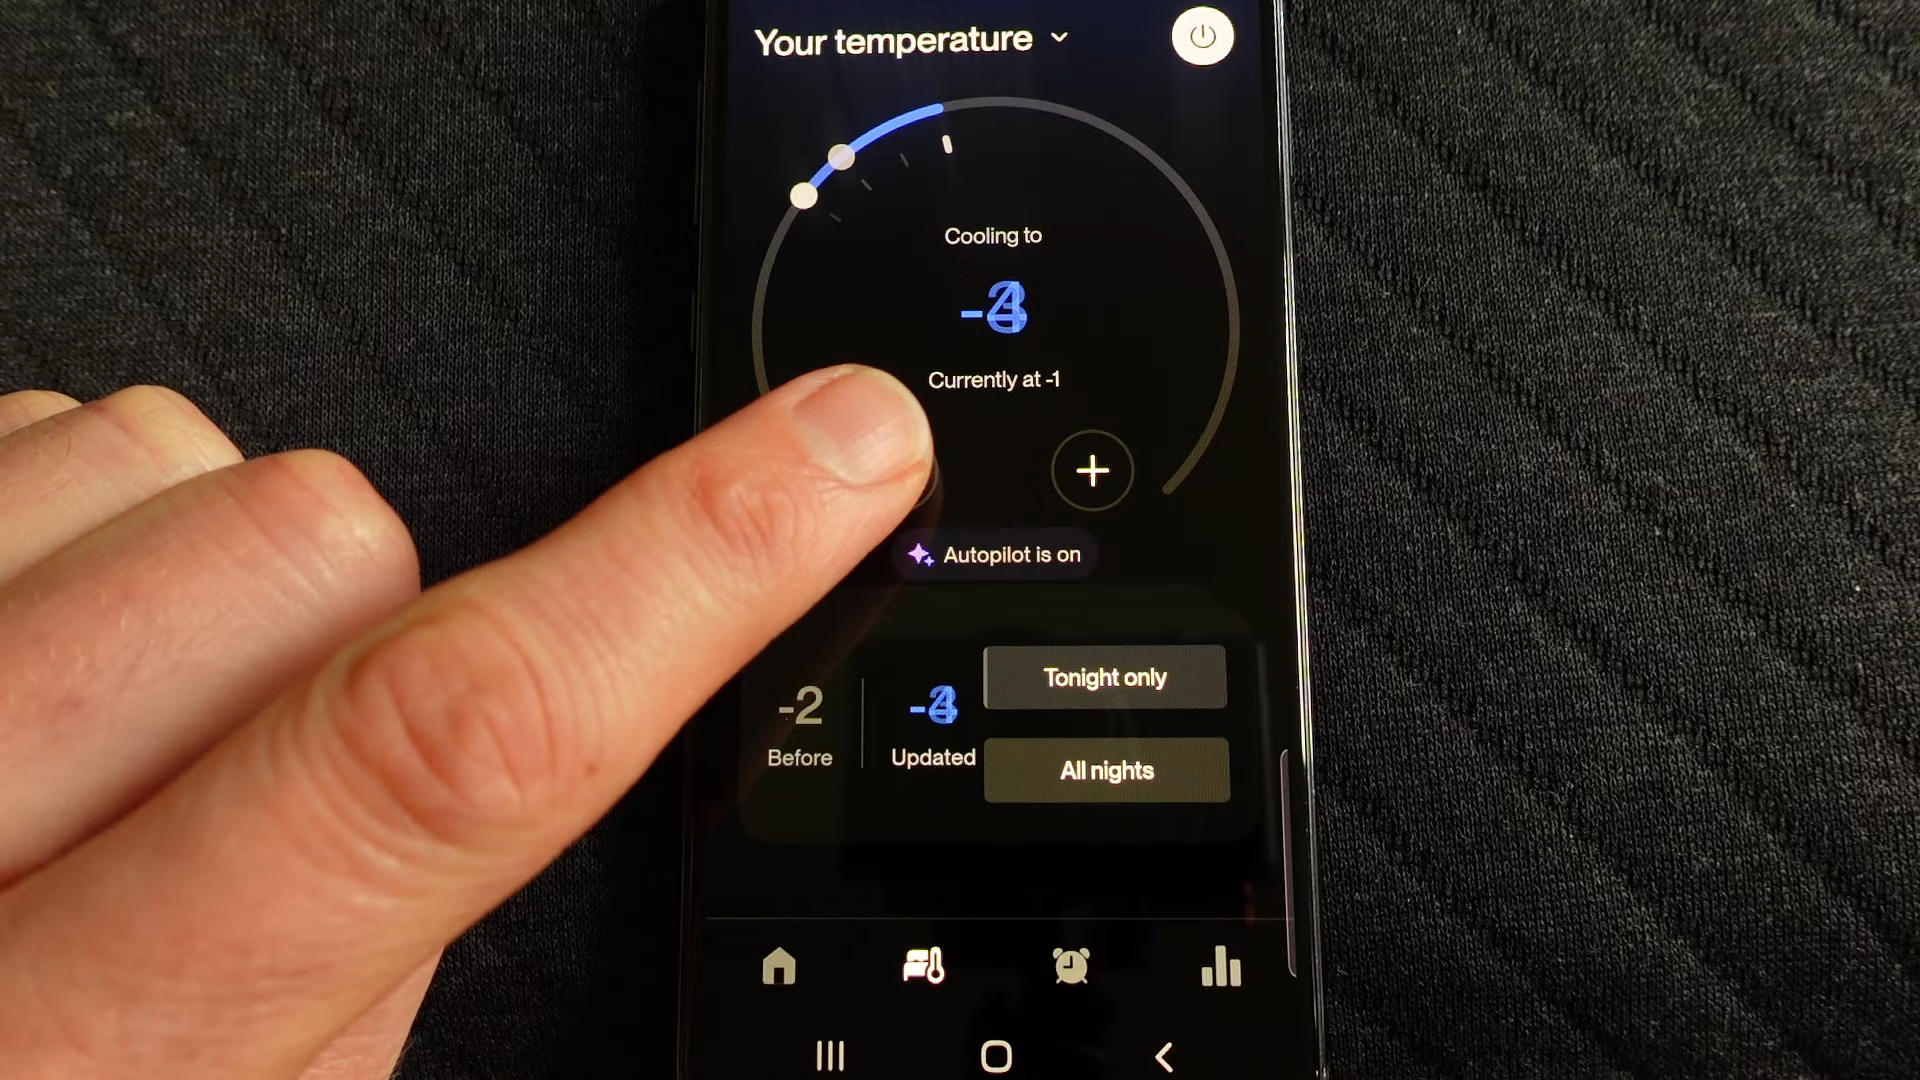 Your temperature
Cooling to
Currently at -1
Autopilot is on
-2
Before
Updated
Tonight only
All nights